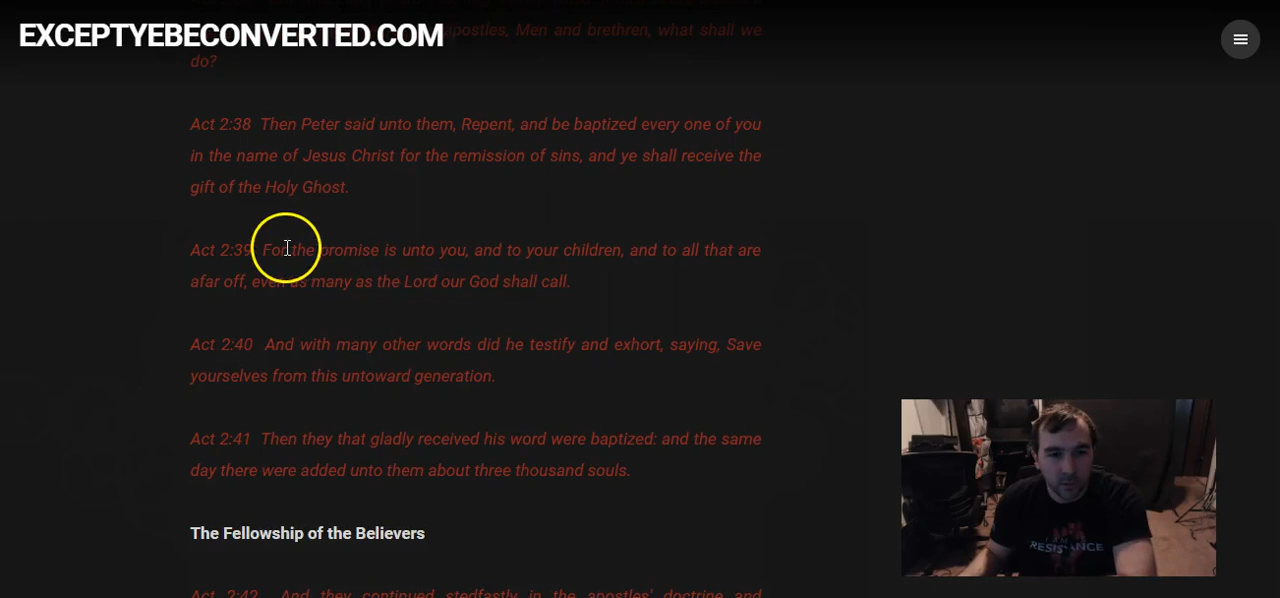 EXCEPTYEBECONVERTED.COM
apostles, Men and brethren, what shall we
do?
Act 2:38 Then Peter said unto them, Repent, and be baptized every one of you
in the name of Jesus Christ for the remission of sins, and ye shall receive the
gift of the Holy Ghost.
Act 2:39 For the promise is unto you, and to your children, and to all that are
afar off, even as many as the Lord our God shall call.
Act 2:40 And with many other words did he testify and exhort, saying, Save
yourselves from this untoward generation.
Act 2:41 Then they that gladly received his word were baptized: and the same
day there were added unto them about three thousand souls.
The Fellowship of the Believers
Act 2:42 And they continued stedfastly in the apostles' doctrine and
RESISTANCE